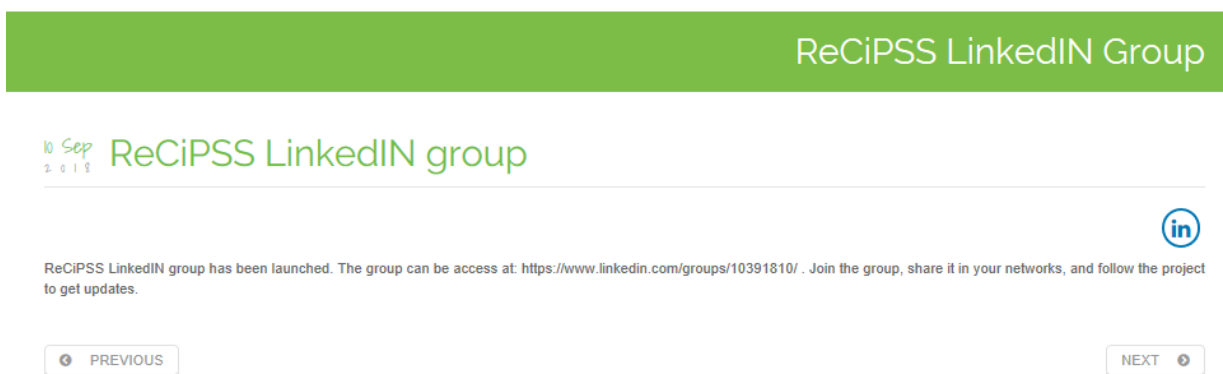 ReCiPSS LinkedIN Group
10 Sep
2018
ReCiPSS LinkedIN group
in
ReCiPSS LinkedIN group has been launched. The group can be access at: https://www.linkedin.com/groups/10391810/ . Join the group, share it in your networks, and follow the project
to get updates.
PREVIOUS
NEXT